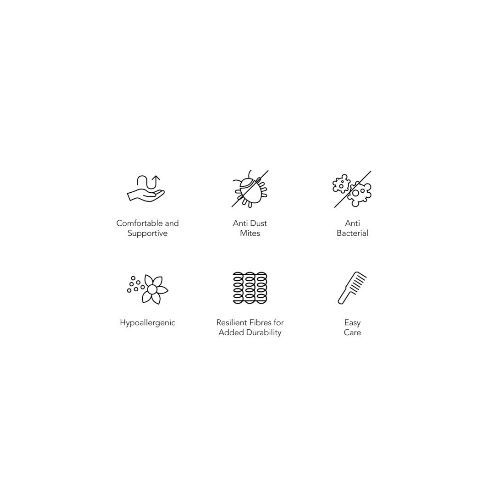 Comfortable and
Supportive
Anti Dust
Mites
Anti
Bacterial
Hypoallergenic
Resilient Fibres for
Added Durability
Easy
Care